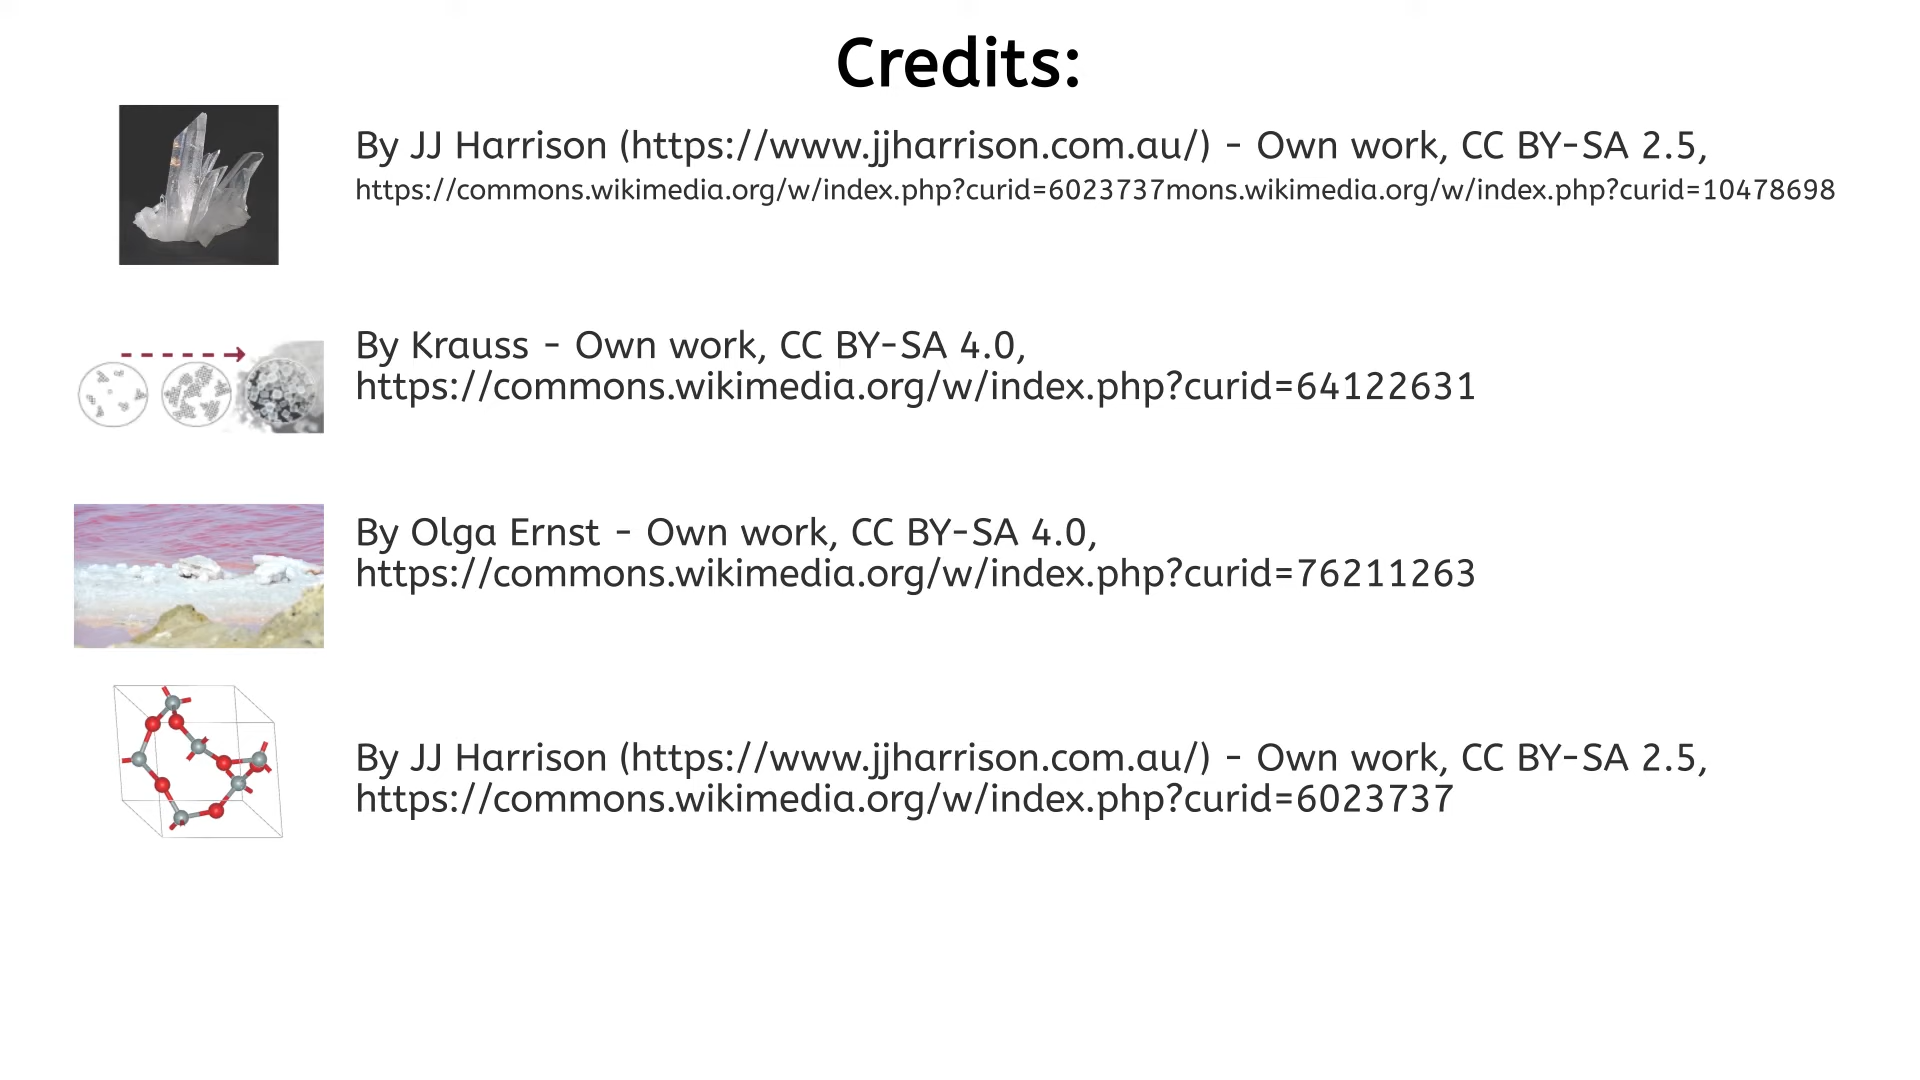 Credits:
By JJ Harrison (https://www.jjharrison.com.au/) - Own work, CC BY-SA 2.5,
https://commons.wikimedia.org/w/index.php?curid=6023737mons.wikimedia.org/w/index.php?curid=10478698
By Krauss - Own work, CC BY-SA 4.0,
https://commons.wikimedia.org/w/index.php?curid=64122631
By Olga Ernst - Own work, CC BY-SA 4.0,
https://commons.wikimedia.org/w/index.php?curid=76211263
By JJ Harrison (https://www.jjharrison.com.au/) - Own work, CC BY-SA 2.5,
https://commons.wikimedia.org/w/index.php?curid=6023737